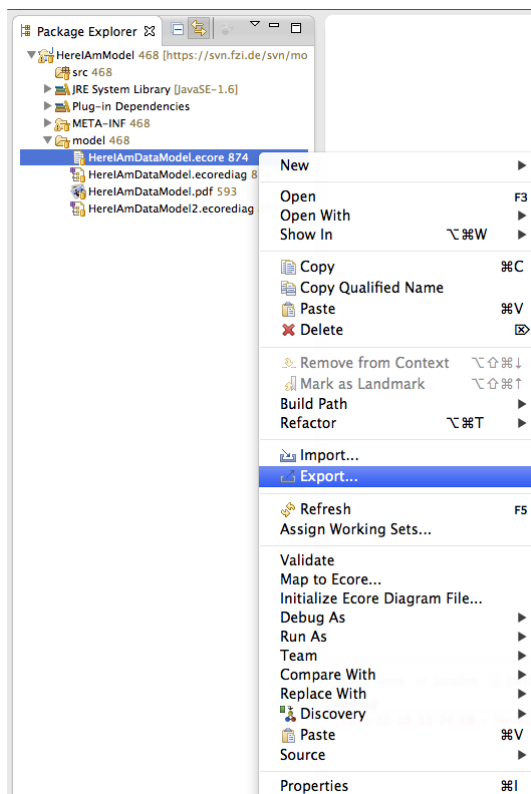 Package Explorer
HereIAmModel 468 [https://svn.fzi.de/svn/mo
src 468
JRE System Library [JavaSE-1.6]
Plug-in Dependencies
META-INF 468
model 468
HereIAmDataModel.ecore 874
HereIAmDataModel.ecorediag 8
HereIAmDataModel.pdf 593
HereIAmDataModel2.ecorediag
New
Open F3
Open With
Show In ⌥⌘W
Copy ⌘C
Copy Qualified Name
Paste ⌘V
Delete ⌦
Remove from Context ⌥⇧⌘↓
Mark as Landmark ⌥⇧⌘↑
Build Path
Refactor ⌥⌘T
Import...
Export...
Refresh F5
Assign Working Sets...
Validate
Map to Ecore...
Initialize Ecore Diagram File...
Debug As
Run As
Team
Compare With
Replace With
Discovery
Paste ⌘V
Source
Properties ⌘I